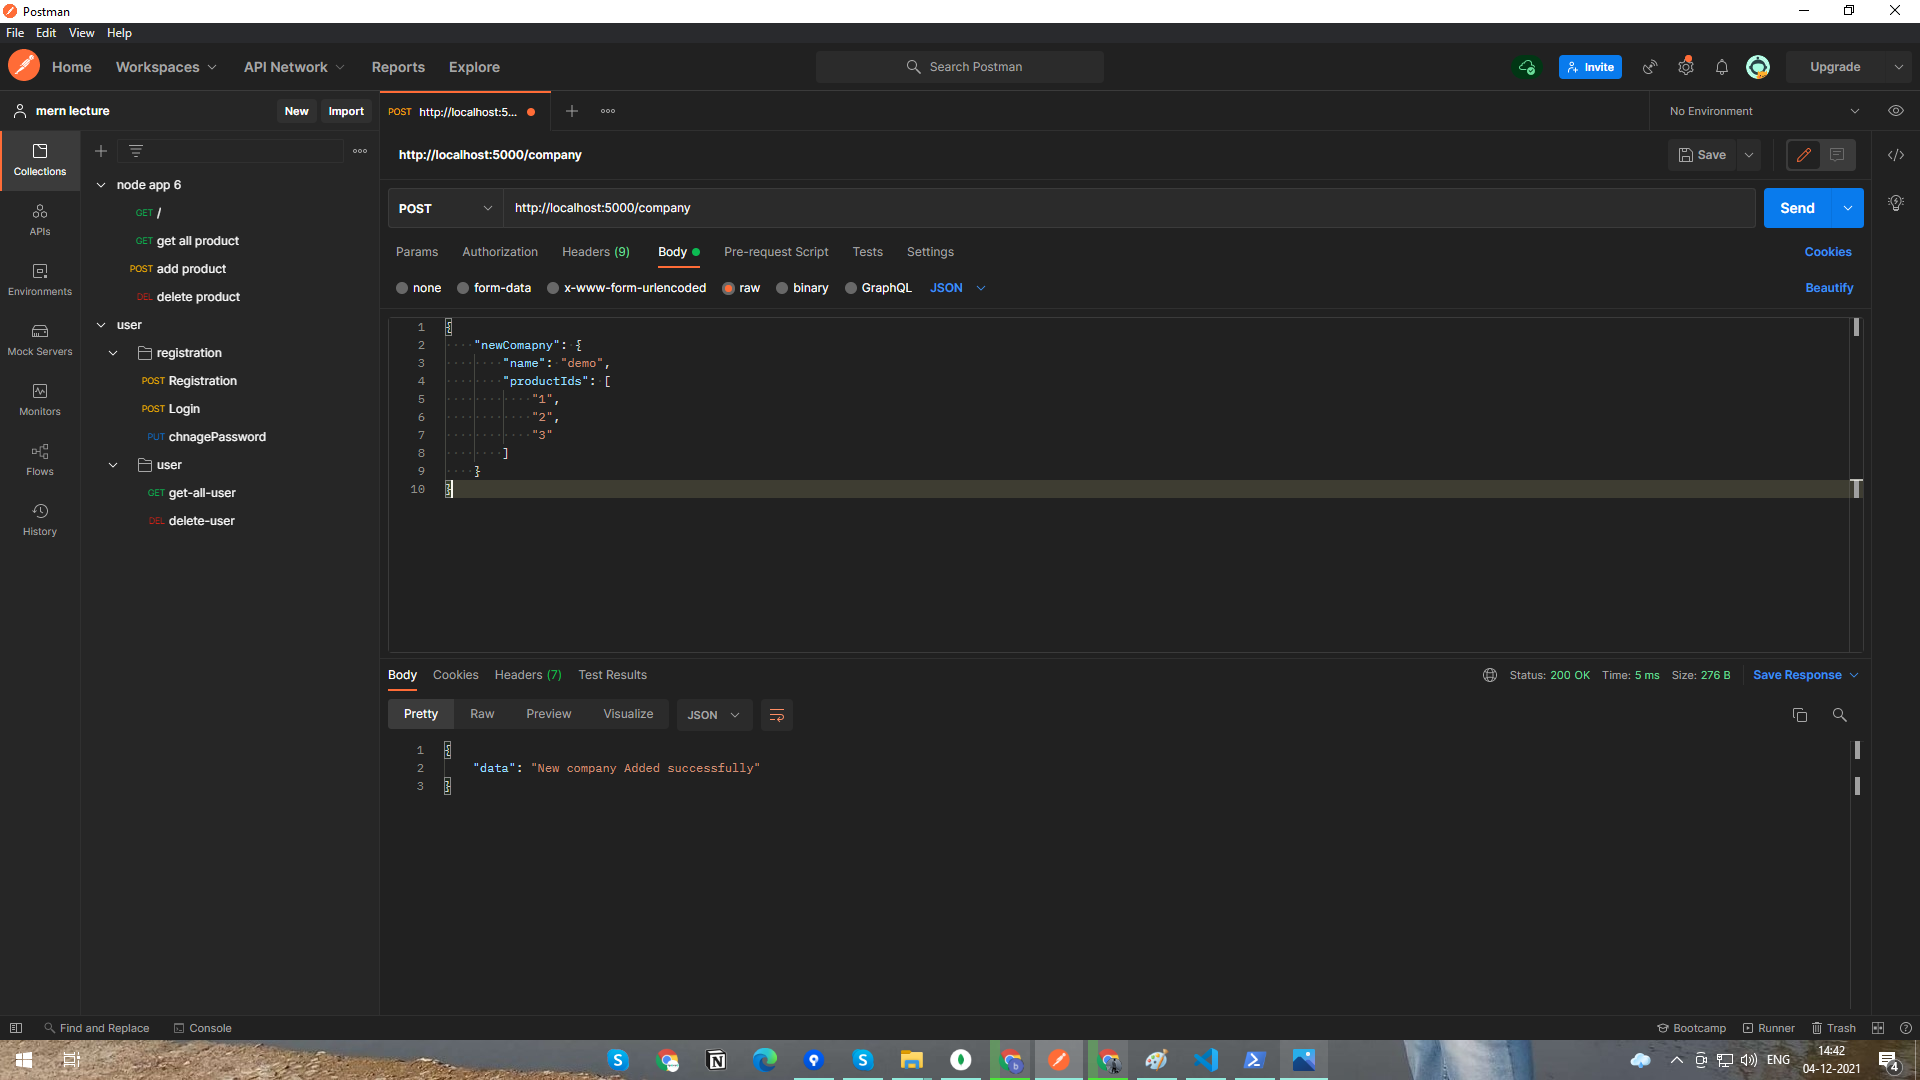 Postman
File Edit View Help
Home Workspaces API Network Reports Explore
Search Postman
Invite
Upgrade
mern lecture
New Import
POST http://localhost:5...
No Environment
Collections
APIs
Environments
Mock Servers
Monitors
Flows
History
node app 6
GET /
GET get all product
POST add product
DEL delete product
user
registration
POST Registration
POST Login
PUT chnagePassword
user
GET get-all-user
DEL delete-user
http://localhost:5000/company
Save
POST http://localhost:5000/company
Send
Params Authorization Headers (9) Body Pre-request Script Tests Settings
Cookies
none form-data x-www-form-urlencoded raw binary GraphQL JSON
Beautify
1 {
2 "newComapny": {
3 "name": "demo",
4 "productIds": [
5 "1",
6 "2",
7 "3"
8 ]
9 }
10 }
Body Cookies Headers (7) Test Results
Status: 200 OK Time: 5 ms Size: 276 B Save Response
Pretty Raw Preview Visualize JSON
1 {
2 "data": "New company Added successfully"
3 }
Find and Replace Console
Bootcamp Runner Trash
ENG
14:42
04-12-2021
4